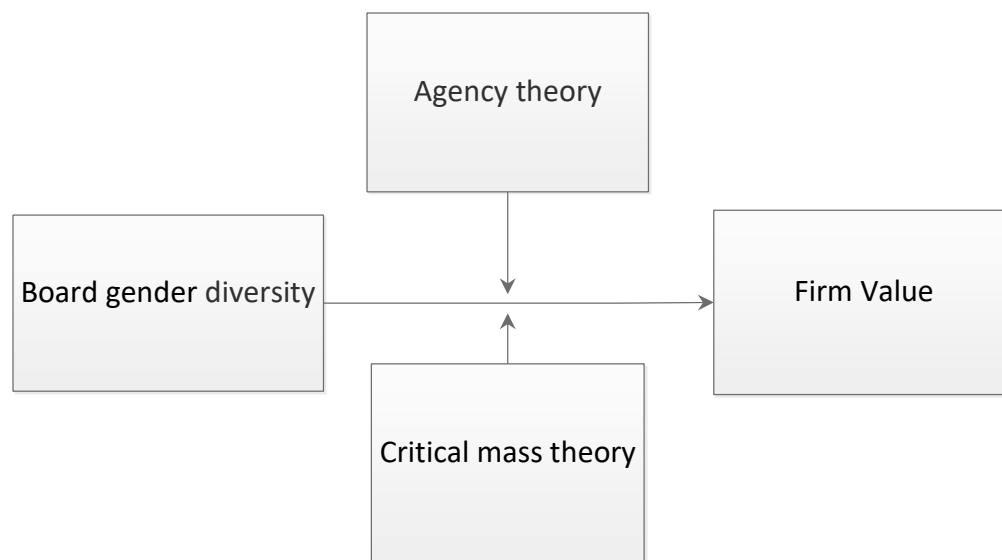 Agency theory
Board gender diversity
Firm Value
Critical mass theory